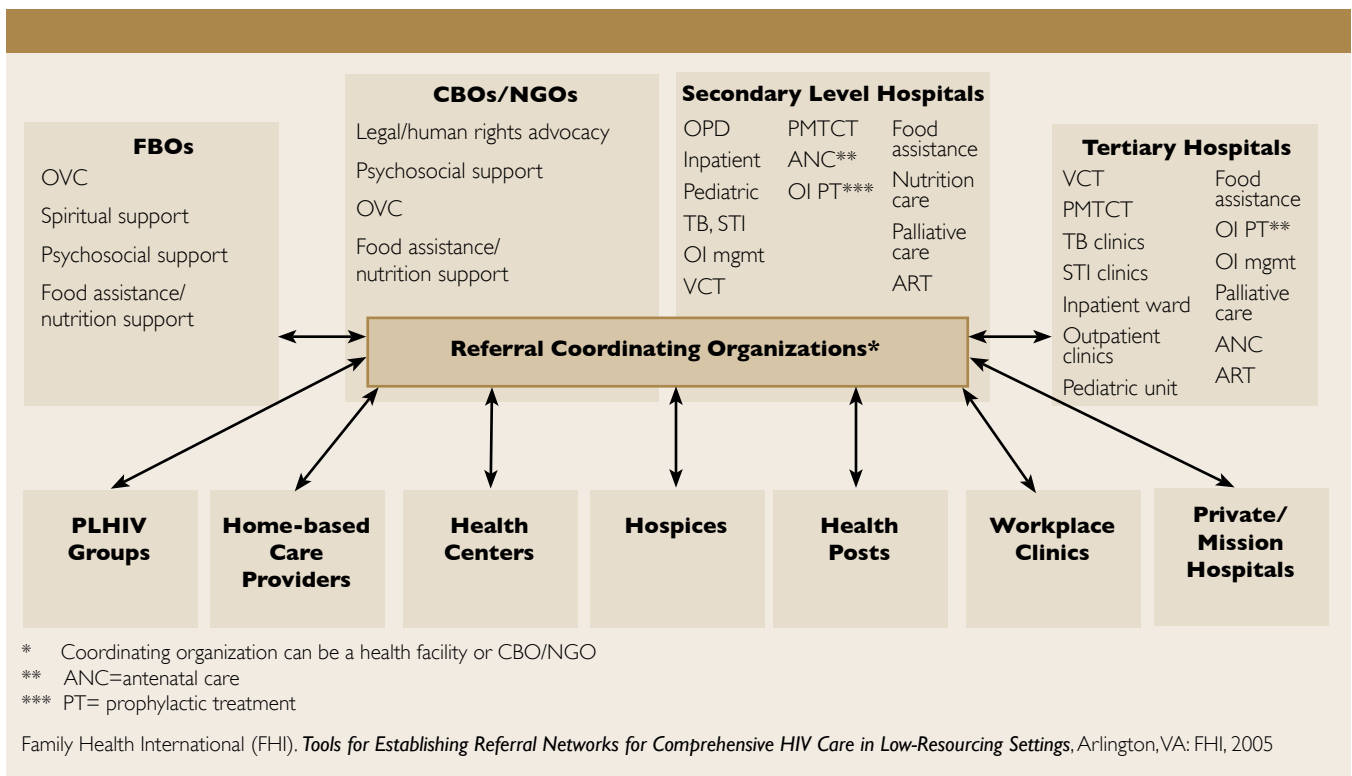 FBOs
OVC
Spiritual support
Psychosocial support
Food assistance/
nutrition support
CBOs/NGOs
Legal/human rights advocacy
Psychosocial support
OVC
Food assistance/
nutrition support
Secondary Level Hospitals
OPD
Inpatient
Pediatric
TB, STI
OI mgmt
VCT
PMTCT
ANC**
OI PT***
Food
assistance
Nutrition
care
Palliative
care
ART
Tertiary Hospitals
VCT
PMTCT
TB clinics
STI clinics
Inpatient ward
Outpatient
clinics
Pediatric unit
Food
assistance
OI PT**
OI mgmt
Palliative
care
ANC
ART
Referral Coordinating Organizations*
PLHIV
Groups
Home-based
Care
Providers
Health
Centers
Hospices
Health
Posts
Workplace
Clinics
Private/
Mission
Hospitals
* Coordinating organization can be a health facility or CBO/NGO
** ANC=antenatal care
*** PT= prophylactic treatment
Family Health International (FHI). Tools for Establishing Referral Networks for Comprehensive HIV Care in Low-Resourcing Settings, Arlington, VA: FHI, 2005